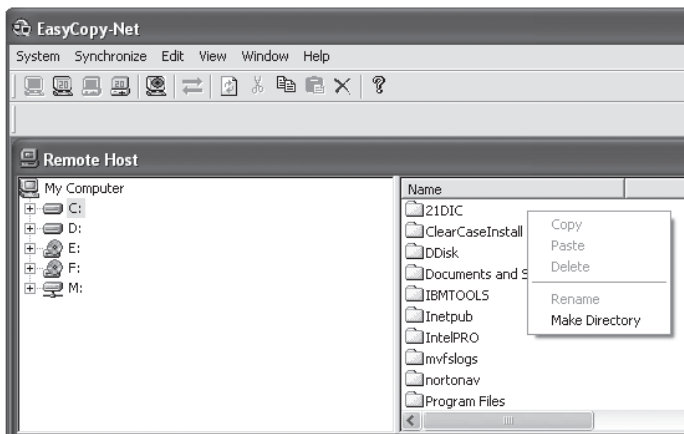 EasyCopy-Net
System Synchronize Edit View Window Help
Remote Host
My Computer
C:
D:
E:
F:
M:
Name
21DIC
ClearCaseInstall
DDisk
Documents and S
IBMTOOLS
Inetpub
IntelPRO
mvfslogs
nortonav
Program Files
Copy
Paste
Delete
Rename
Make Directory